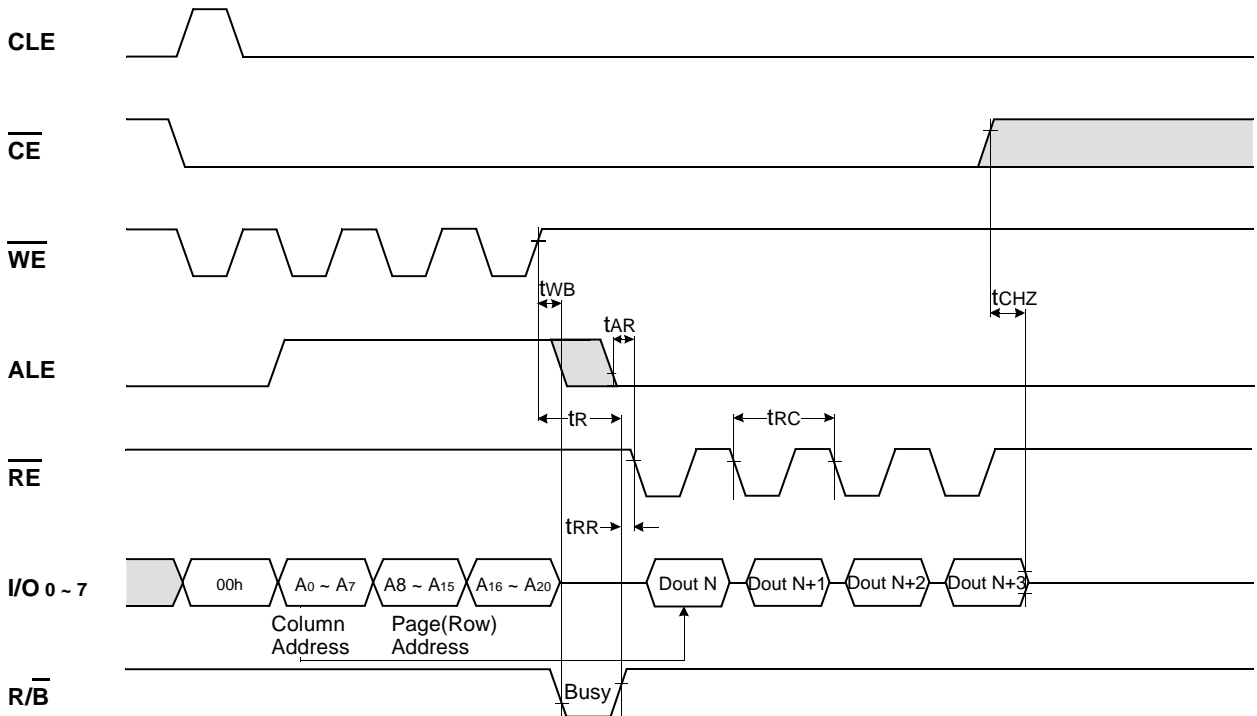 CLE
CE
WE
tWB
tCHZ
tAR
ALE
tR
tRC
RE
tRR
I/O 0 ~ 7
00h
A0 ~ A7
A8 ~ A15
A16 ~ A20
Dout N
Dout N+1
Dout N+2
Dout N+3
Column
Address
Page(Row)
Address
R/B
Busy